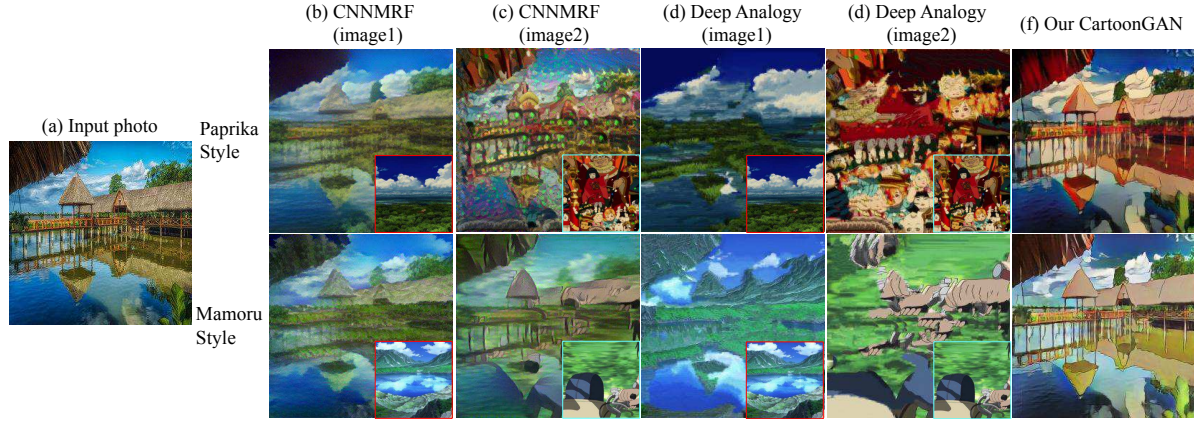 (b) CNNMRF
(image1)
(c) CNNMRF
(image2)
(d) Deep Analogy
(image1)
(d) Deep Analogy
(image2)
(f) Our CartoonGAN
(a) Input photo
Paprika
Style
Mamoru
Style